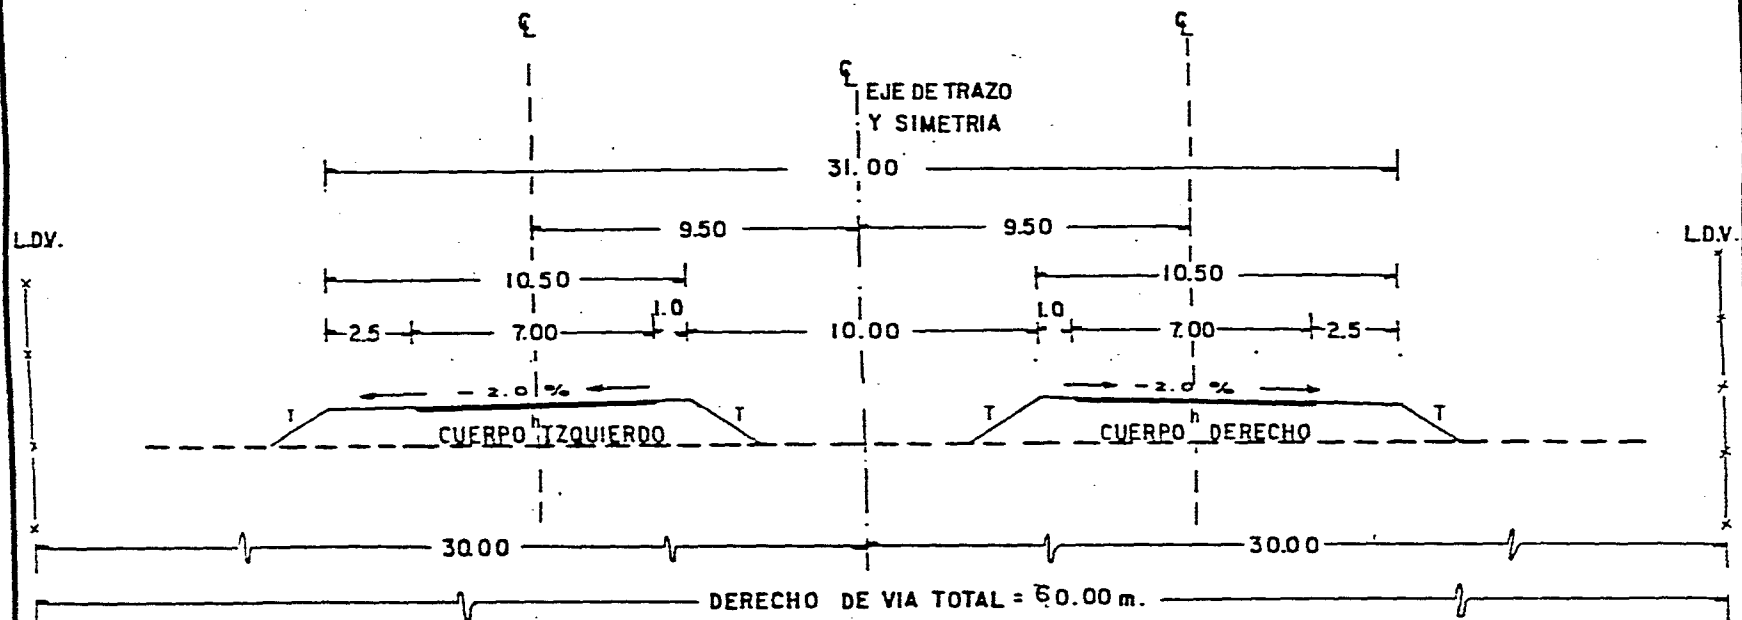 ℄ ℄
℄ EJE DE TRAZO
Y SIMETRIA
31.00
9.50 9.50
L.D.V. L.D.V.
10.50 10.50
1.0 1.0
2.5 7.00 10.00 7.00 2.5
-2.0 % -2.0 %
T T T T
h h
CUERPO IZQUIERDO CUERPO DERECHO
30.00 30.00
DERECHO DE VIA TOTAL = 60.00 m.